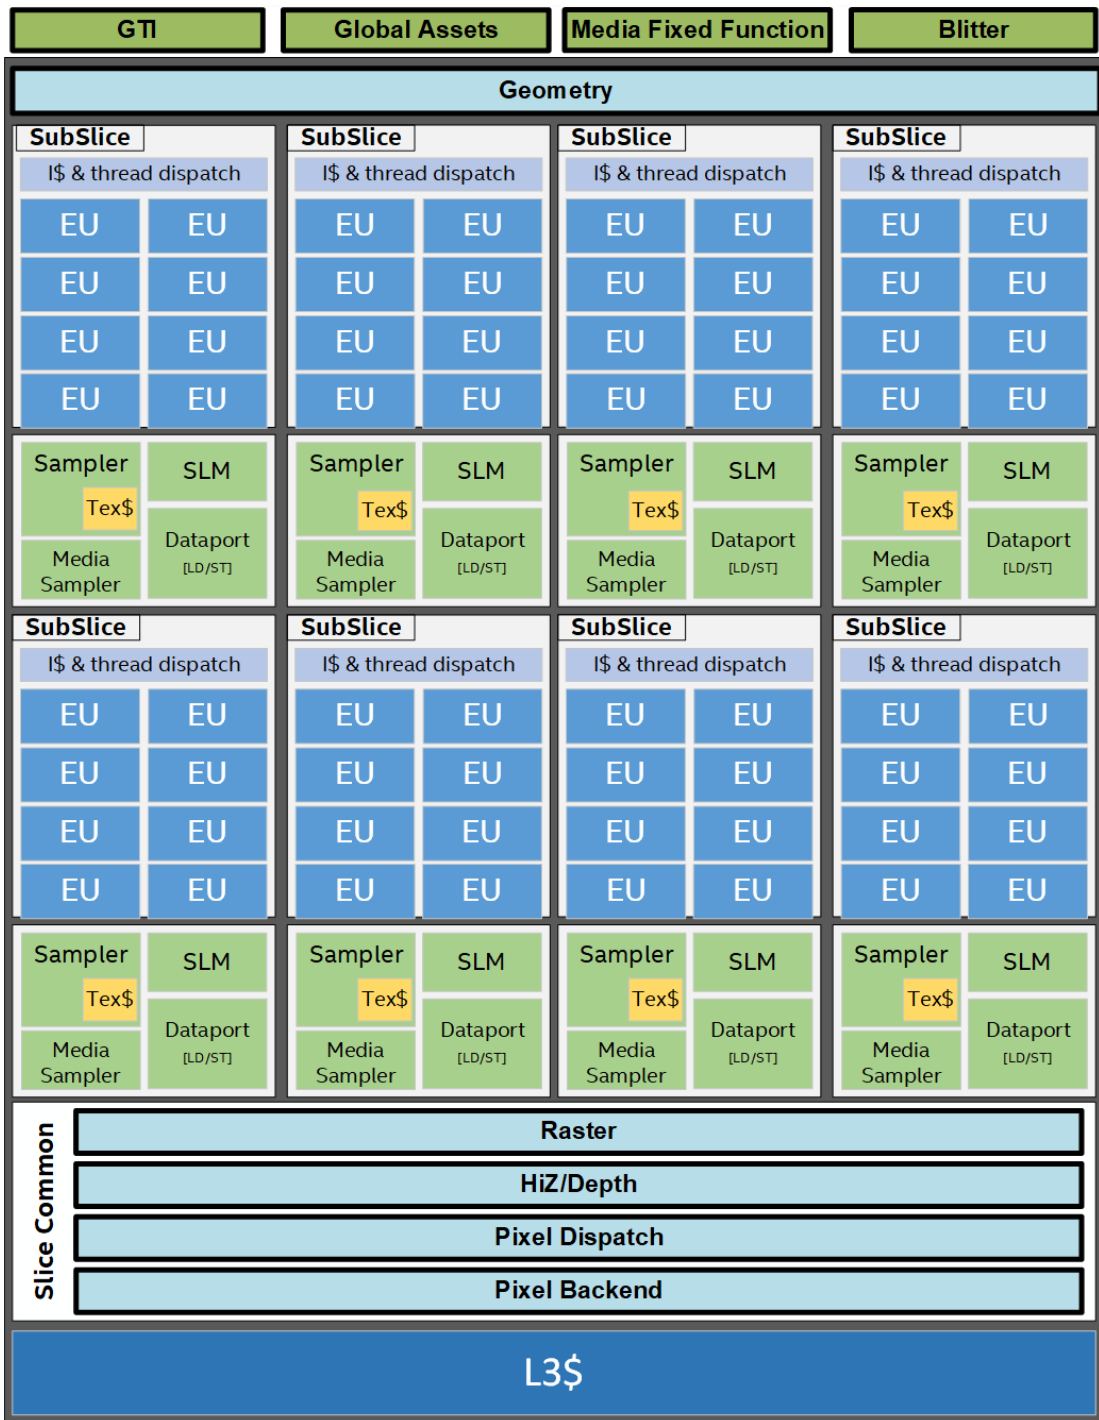 GTI
Global Assets
Media Fixed Function
Blitter
Geometry
SubSlice
I$ & thread dispatch
EU EU
EU EU
EU EU
EU EU
Sampler
Tex$
Media
Sampler
SLM
Dataport
[LD/ST]
SubSlice
I$ & thread dispatch
EU EU
EU EU
EU EU
EU EU
Sampler
Tex$
Media
Sampler
SLM
Dataport
[LD/ST]
SubSlice
I$ & thread dispatch
EU EU
EU EU
EU EU
EU EU
Sampler
Tex$
Media
Sampler
SLM
Dataport
[LD/ST]
SubSlice
I$ & thread dispatch
EU EU
EU EU
EU EU
EU EU
Sampler
Tex$
Media
Sampler
SLM
Dataport
[LD/ST]
SubSlice
I$ & thread dispatch
EU EU
EU EU
EU EU
EU EU
Sampler
Tex$
Media
Sampler
SLM
Dataport
[LD/ST]
SubSlice
I$ & thread dispatch
EU EU
EU EU
EU EU
EU EU
Sampler
Tex$
Media
Sampler
SLM
Dataport
[LD/ST]
SubSlice
I$ & thread dispatch
EU EU
EU EU
EU EU
EU EU
Sampler
Tex$
Media
Sampler
SLM
Dataport
[LD/ST]
SubSlice
I$ & thread dispatch
EU EU
EU EU
EU EU
EU EU
Sampler
Tex$
Media
Sampler
SLM
Dataport
[LD/ST]
Slice Common
Raster
HiZ/Depth
Pixel Dispatch
Pixel Backend
L3$